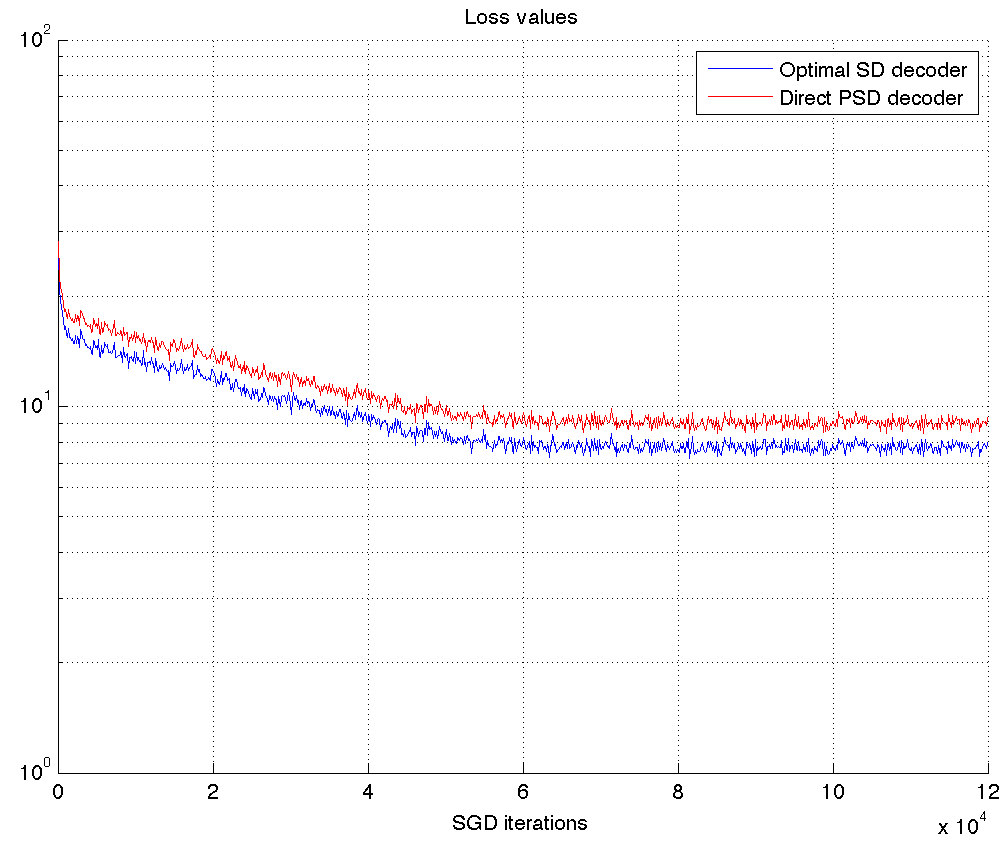 Loss values
10^2
Optimal SD decoder
Direct PSD decoder
10^1
10^0
0 2 4 6 8 10 12
SGD iterations
x 10^4